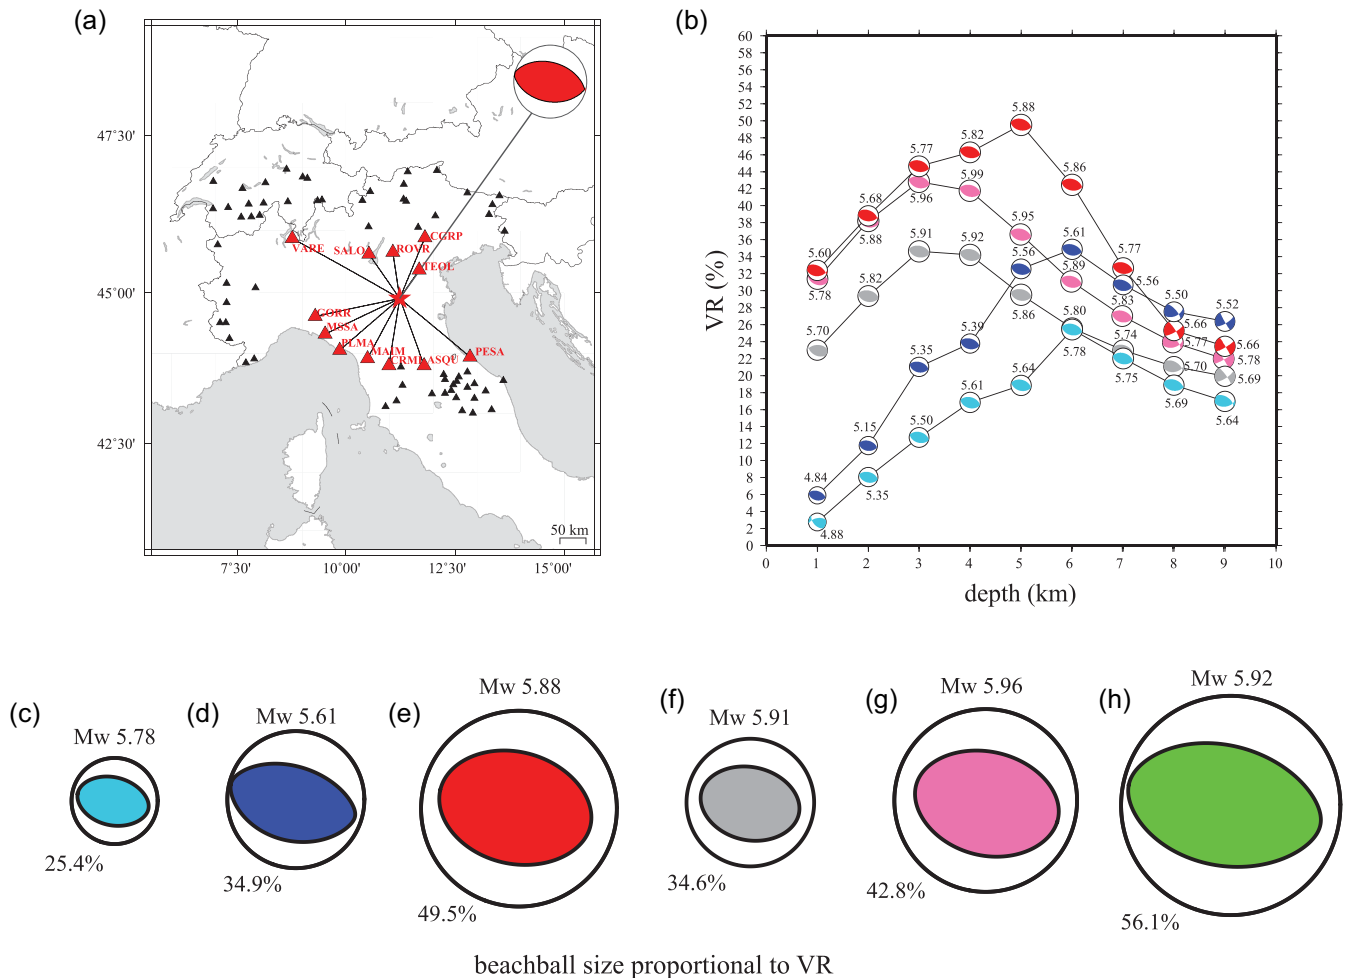 (a)
47°30'
45°00'
42°30'
7°30'
10°00'
12°30'
15°00'
VARE
SALO
ROVR
CGRP
TEOL
CORR
MSSA
PLMA
MAIM
CRMI
ASQU
PESA
50 km
(b)
VR (%)
60
58
56
54
52
50
48
46
44
42
40
38
36
34
32
30
28
26
24
22
20
18
16
14
12
10
8
6
4
2
0
0 1 2 3 4 5 6 7 8 9 10
depth (km)
5.60 5.68 5.77 5.82 5.88 5.86 5.77 5.66 5.66
5.78 5.88 5.96 5.99 5.95 5.89 5.83 5.77 5.78
5.70 5.82 5.91 5.92 5.86 5.80 5.74 5.70 5.69
4.84 5.15 5.35 5.39 5.56 5.61 5.56 5.50 5.52
4.88 5.35 5.50 5.61 5.64 5.78 5.75 5.69 5.64
(c)
Mw 5.78
25.4%
(d)
Mw 5.61
34.9%
(e)
Mw 5.88
49.5%
(f)
Mw 5.91
34.6%
(g)
Mw 5.96
42.8%
(h)
Mw 5.92
56.1%
beachball size proportional to VR